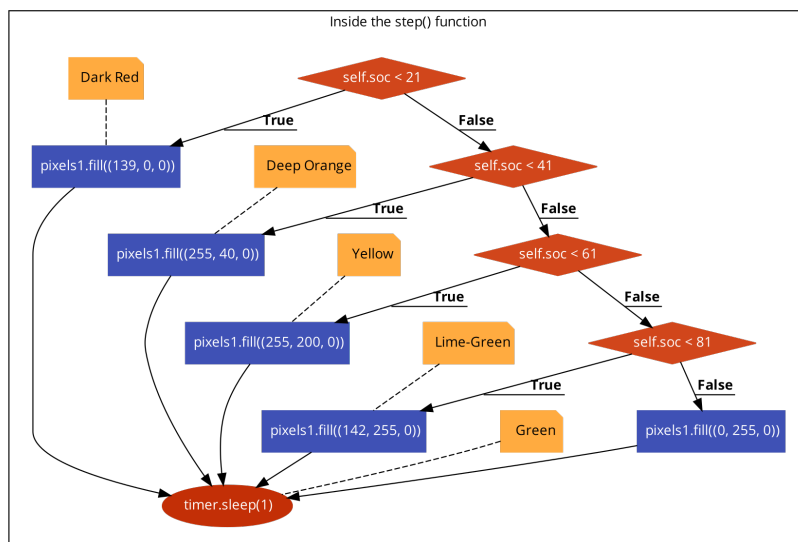 Inside the step() function
Dark Red
self.soc < 21
True
False
pixels1.fill((139, 0, 0))
Deep Orange
self.soc < 41
True
False
pixels1.fill((255, 40, 0))
Yellow
self.soc < 61
True
False
pixels1.fill((255, 200, 0))
Lime-Green
self.soc < 81
True
False
pixels1.fill((142, 255, 0))
Green
pixels1.fill((0, 255, 0))
timer.sleep(1)